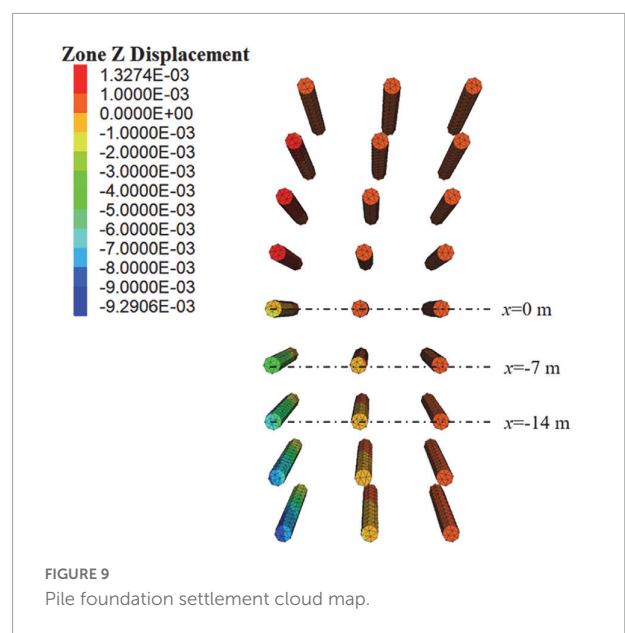 Zone Z Displacement
1.3274E-03
1.0000E-03
0.0000E+00
-1.0000E-03
-2.0000E-03
-3.0000E-03
-4.0000E-03
-5.0000E-03
-6.0000E-03
-7.0000E-03
-8.0000E-03
-9.0000E-03
-9.2906E-03
x=0 m
x=-7 m
x=-14 m
FIGURE 9
Pile foundation settlement cloud map.